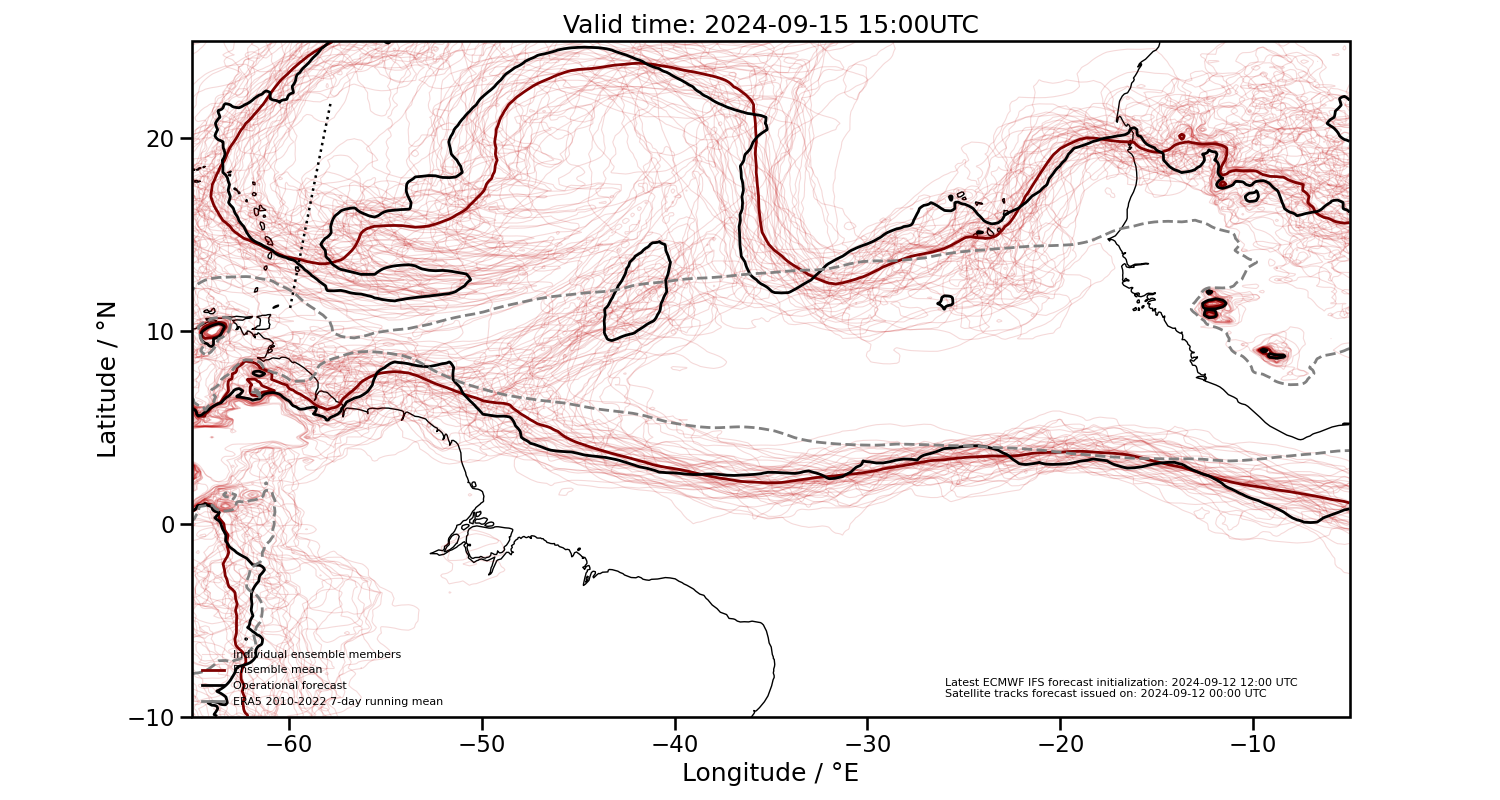 Valid time: 2024-09-15 15:00UTC
Latitude / °N
20
10
0
−10
Individual ensemble members
Ensemble mean
Operational forecast
ERA5 2010-2022 7-day running mean
Latest ECMWF IFS forecast initialization: 2024-09-12 12:00 UTC
Satellite tracks forecast issued on: 2024-09-12 00:00 UTC
−60
−50
−40
−30
−20
−10
Longitude / °E